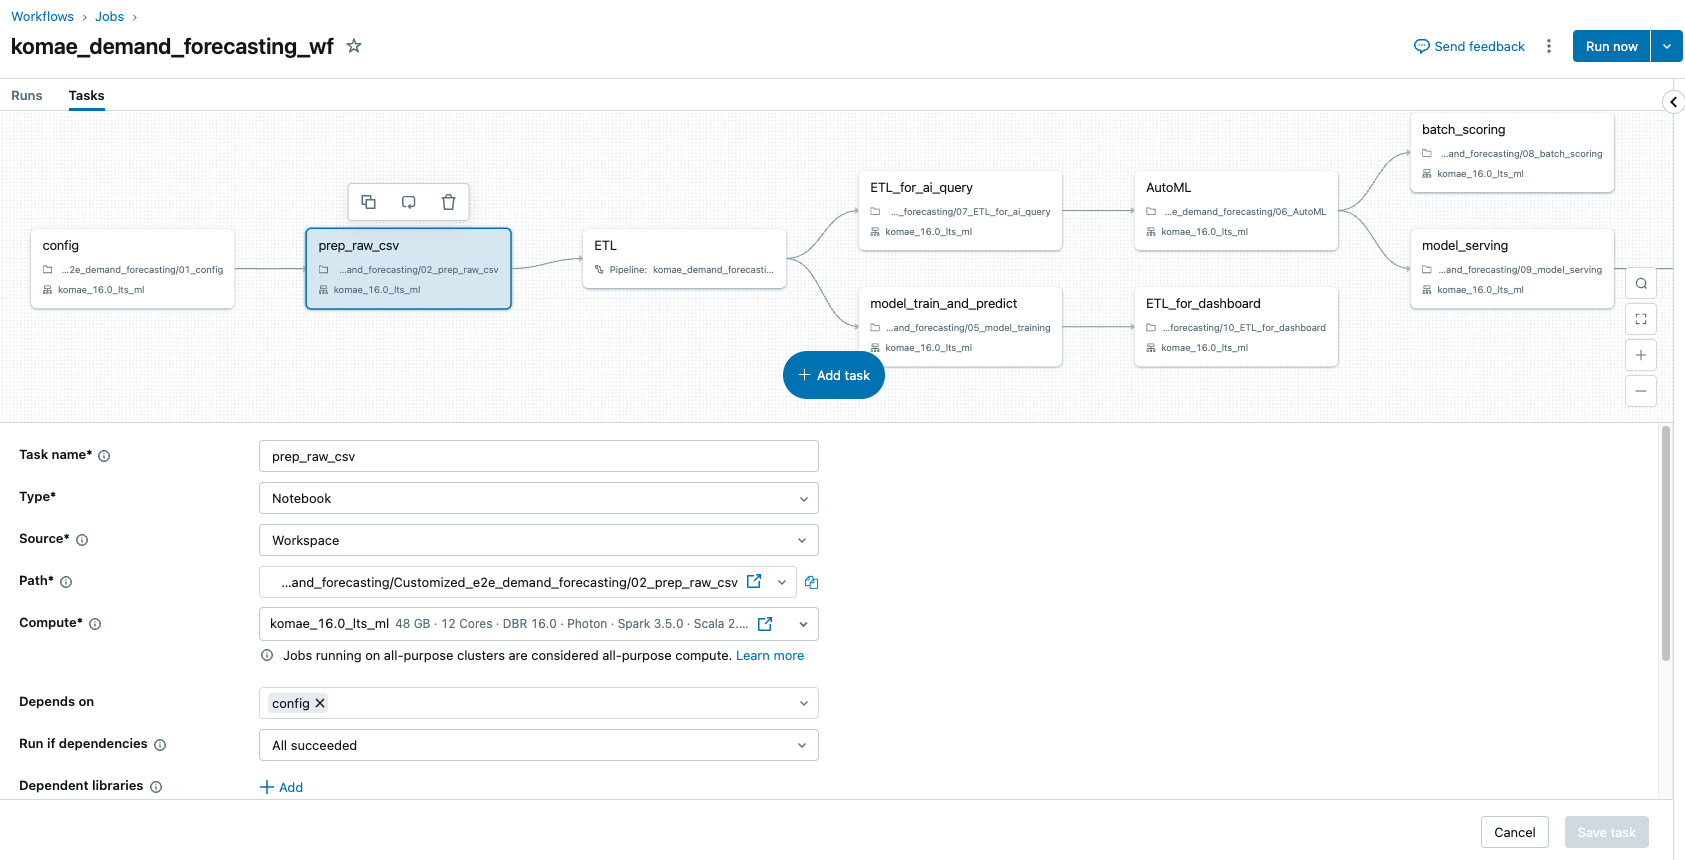 Workflows › Jobs ›
komae_demand_forecasting_wf
Send feedback
Run now
Runs
Tasks
config
...2e_demand_forecasting/01_config
komae_16.0_lts_ml
prep_raw_csv
...and_forecasting/02_prep_raw_csv
komae_16.0_lts_ml
ETL
Pipeline: komae_demand_forecasti...
ETL_for_ai_query
..._forecasting/07_ETL_for_ai_query
komae_16.0_lts_ml
model_train_and_predict
...and_forecasting/05_model_training
komae_16.0_lts_ml
AutoML
...e_demand_forecasting/06_AutoML
komae_16.0_lts_ml
ETL_for_dashboard
...forecasting/10_ETL_for_dashboard
komae_16.0_lts_ml
batch_scoring
...and_forecasting/08_batch_scoring
komae_16.0_lts_ml
model_serving
...and_forecasting/09_model_serving
komae_16.0_lts_ml
+ Add task
Task name*
prep_raw_csv
Type*
Notebook
Source*
Workspace
Path*
...and_forecasting/Customized_e2e_demand_forecasting/02_prep_raw_csv
Compute*
komae_16.0_lts_ml 48 GB · 12 Cores · DBR 16.0 · Photon · Spark 3.5.0 · Scala 2....
Jobs running on all-purpose clusters are considered all-purpose compute. Learn more
Depends on
config
Run if dependencies
All succeeded
Dependent libraries
+ Add
Cancel
Save task